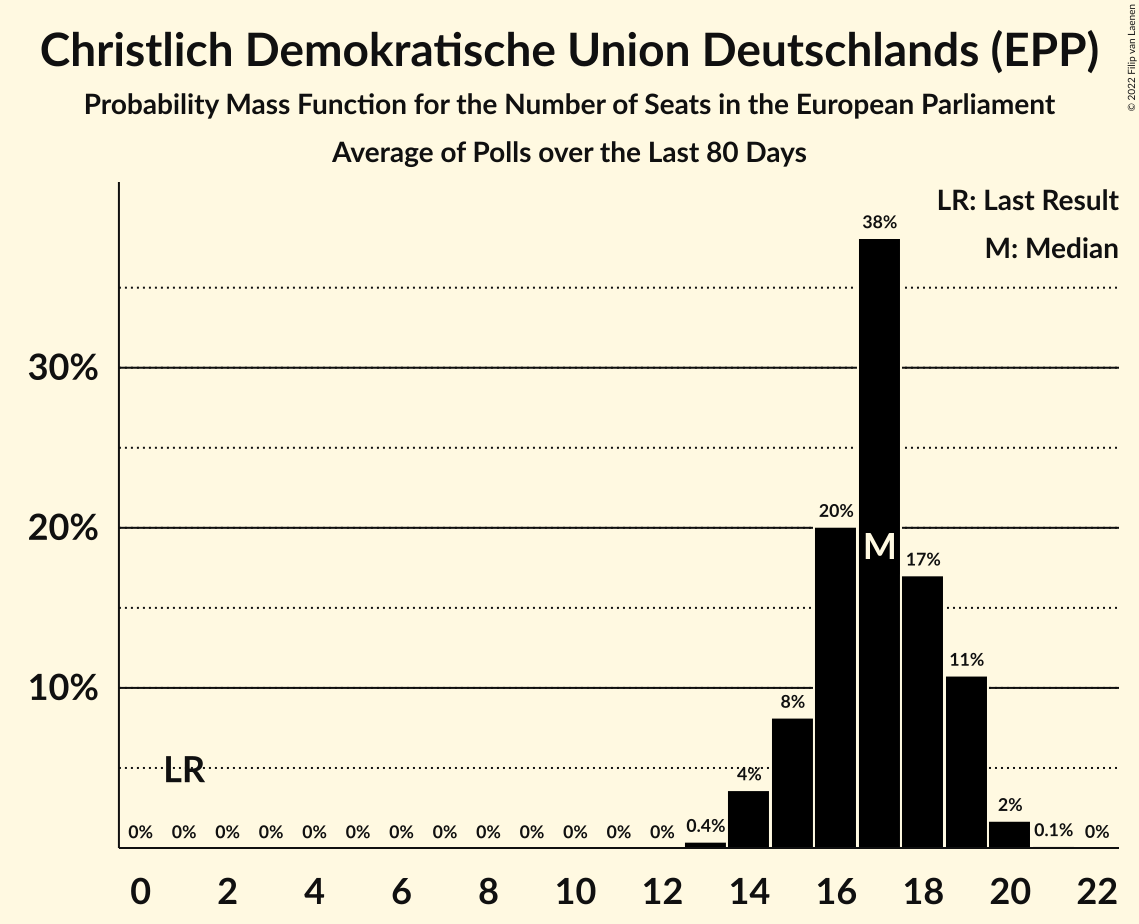 Christlich Demokratische Union Deutschlands (EPP)
Probability Mass Function for the Number of Seats in the European Parliament
Average of Polls over the Last 80 Days
© 2022 Filip van Laenen
LR: Last Result
M: Median
38%
30%
20%
20%
M
17%
11%
10%
8%
LR
4%
2%
0% 0% 0% 0% 0% 0% 0% 0% 0% 0% 0% 0% 0% 0.4% 0.1% 0%
0 2 4 6 8 10 12 14 16 18 20 22